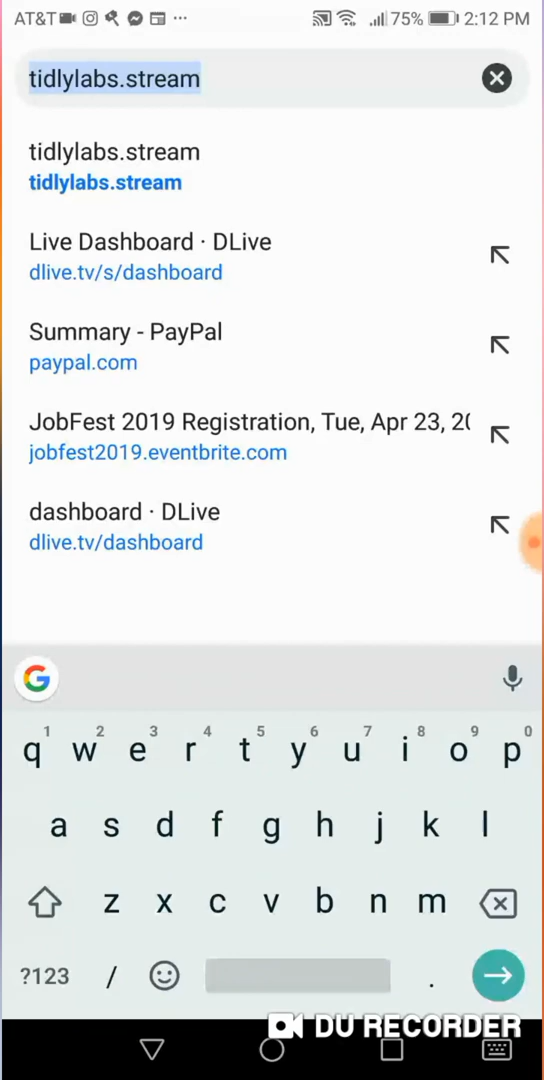 AT&T ... 75% 2:12 PM
tidlylabs.stream
tidlylabs.stream
tidlylabs.stream
Live Dashboard · DLive
dlive.tv/s/dashboard
Summary - PayPal
paypal.com
JobFest 2019 Registration, Tue, Apr 23, 20
jobfest2019.eventbrite.com
dashboard · DLive
dlive.tv/dashboard
G
1 2 3 4 5 6 7 8 9 0
q w e r t y u i o p
a s d f g h j k l
z x c v b n m
?123 / .
DU RECORDER